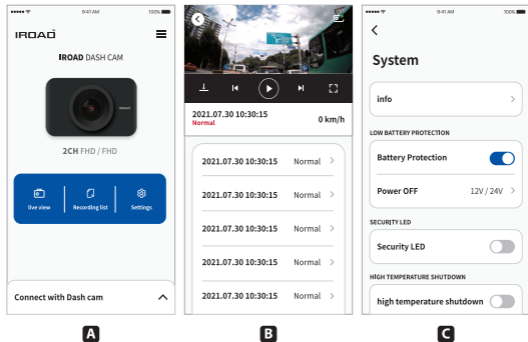 9:41 AM 100%
IROAD
IROAD DASH CAM
2CH FHD / FHD
live view Recording list Settings
Connect with Dash cam
A
2021.07.30 10:30:15
Normal
0 km/h
2021.07.30 10:30:15 Normal
2021.07.30 10:30:15 Normal
2021.07.30 10:30:15 Normal
2021.07.30 10:30:15 Normal
2021.07.30 10:30:15 Normal
B
9:41 AM 100%
System
info
LOW BATTERY PROTECTION
Battery Protection
Power OFF 12V / 24V
SECURITY LED
Security LED
HIGH TEMPERATURE SHUTDOWN
high temperature shutdown
C